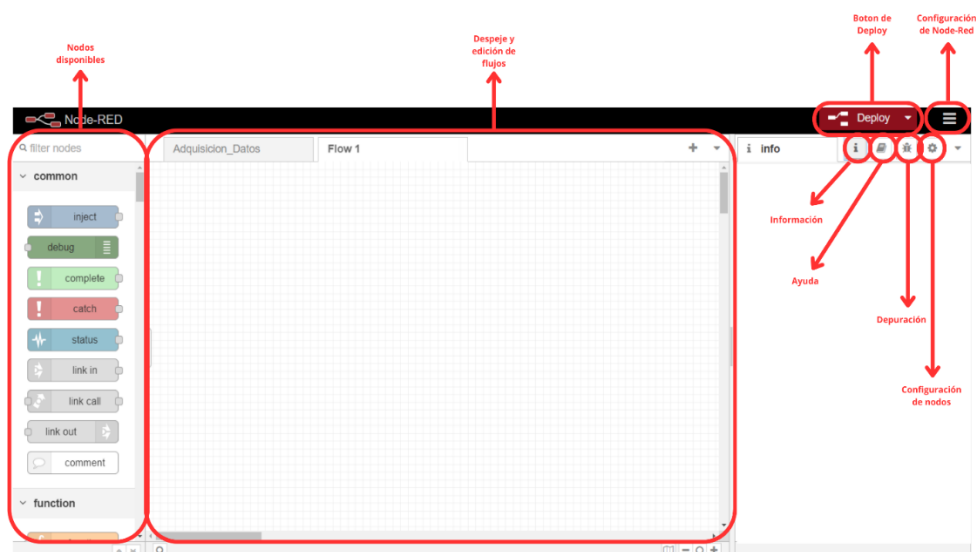 Nodos
disponibles
Despeje y
edición de
flujos
Boton de
Deploy
Configuración
de Node-Red
Node-RED
Deploy
filter nodes
Adquisicion_Datos
Flow 1
i info
i
common
inject
debug
complete
catch
status
link in
link call
link out
comment
function
Información
Ayuda
Depuración
Configuración
de nodos